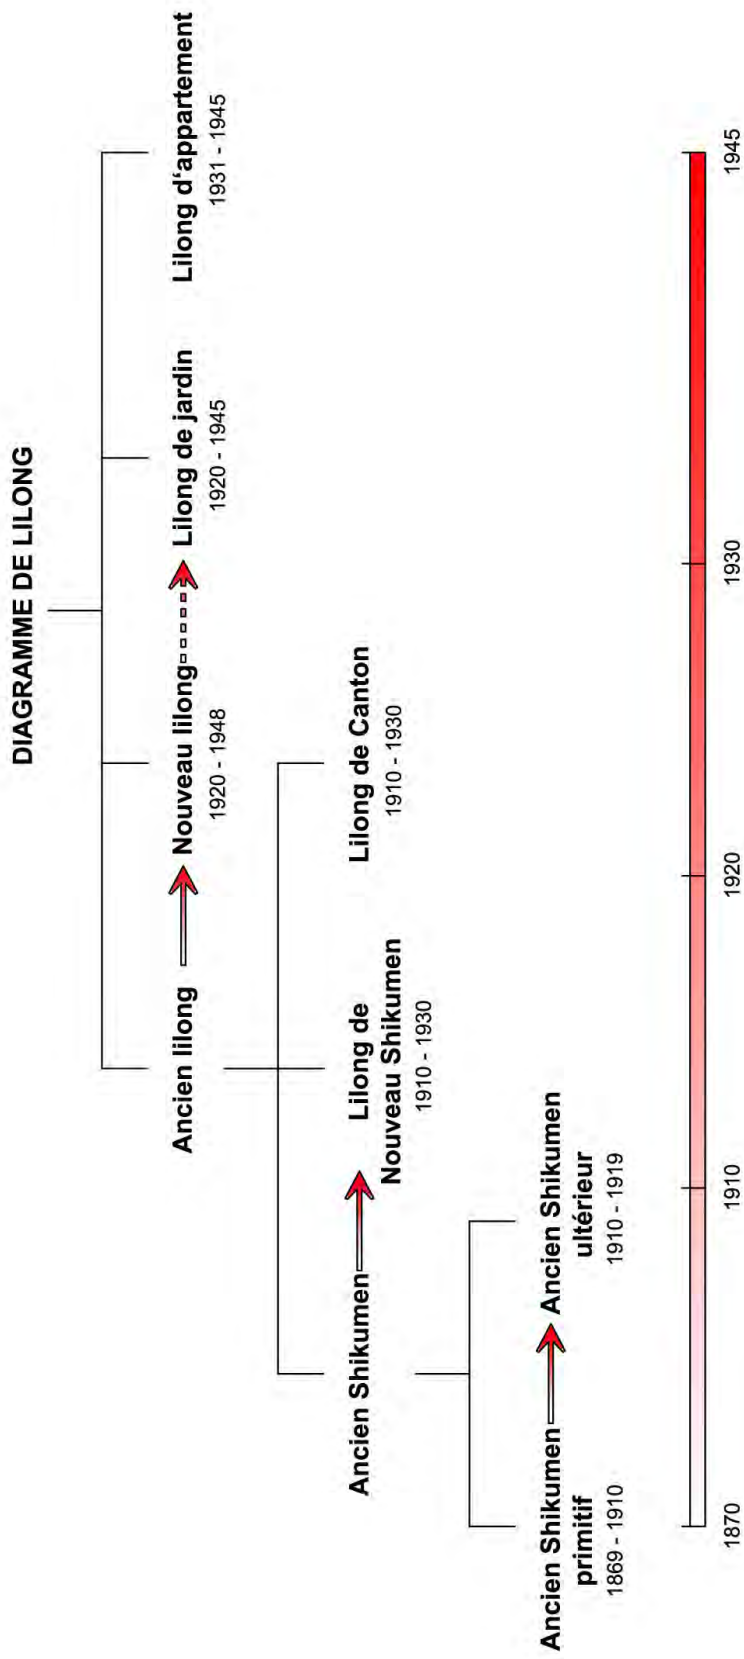 DIAGRAMME DE LILONG
Ancien lilong
Nouveau lilong
1920 - 1948
Lilong de jardin
1920 - 1945
Lilong d‘appartement
1931 - 1945
Ancien Shikumen
Lilong de
Nouveau Shikumen
1910 - 1930
Lilong de Canton
1910 - 1930
Ancien Shikumen
primitif
1869 - 1910
Ancien Shikumen
ultérieur
1910 - 1919
1870
1910
1920
1930
1945